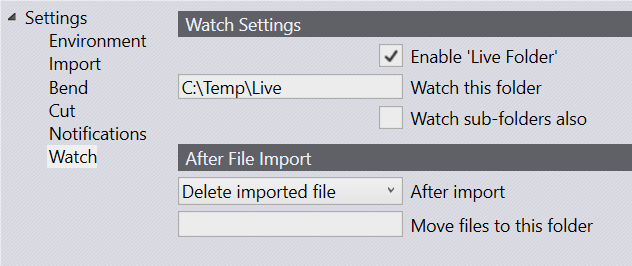 Settings
Environment
Import
Bend
Cut
Notifications
Watch
Watch Settings
Enable 'Live Folder'
C:\Temp\Live Watch this folder
Watch sub-folders also
After File Import
Delete imported file After import
Move files to this folder